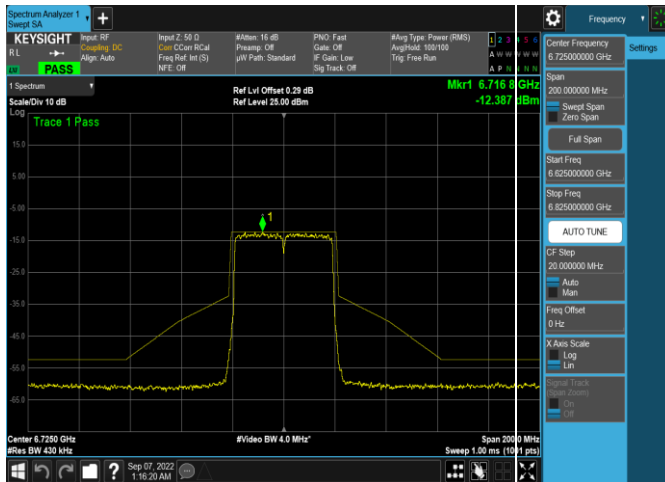 Spectrum Analyzer 1
Swept SA
+
Frequency
KEYSIGHT
RL
LXI
PASS
Input: RF
Coupling: DC
Align: Auto
Input Z: 50 Ω
Corr CCorr RCal
Freq Ref: Int (S)
NFE: Off
#Atten: 16 dB
Preamp: Off
µW Path: Standard
PNO: Fast
Gate: Off
IF Gain: Low
Sig Track: Off
#Avg Type: Power (RMS)
Avg|Hold: 100/100
Trig: Free Run
1 2 3 4 5 6
A W W W W W
A P N N N N
1 Spectrum
Scale/Div 10 dB
Ref Lvl Offset 0.29 dB
Ref Level 25.00 dBm
Mkr1 6.716 8 GHz
-12.387 dBm
Log
Trace 1 Pass
15.0
5.00
-5.00
-15.0
-25.0
-35.0
-45.0
-55.0
-65.0
1
Center 6.7250 GHz
#Res BW 430 kHz
#Video BW 4.0 MHz*
Span 200.0 MHz
Sweep 1.00 ms (1001 pts)
Sep 07, 2022
1:16:20 AM
Settings
Center Frequency
6.725000000 GHz
Span
200.000000 MHz
Swept Span
Zero Span
Full Span
Start Freq
6.625000000 GHz
Stop Freq
6.825000000 GHz
AUTO TUNE
CF Step
20.000000 MHz
Auto
Man
Freq Offset
0 Hz
X Axis Scale
Log
Lin
Signal Track
(Span Zoom)
On
Off